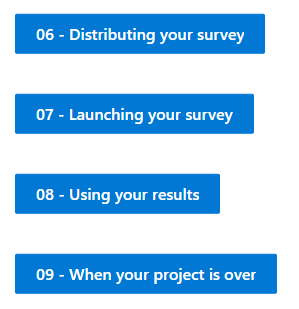 06 - Distributing your survey
07 - Launching your survey
08 - Using your results
09 - When your project is over